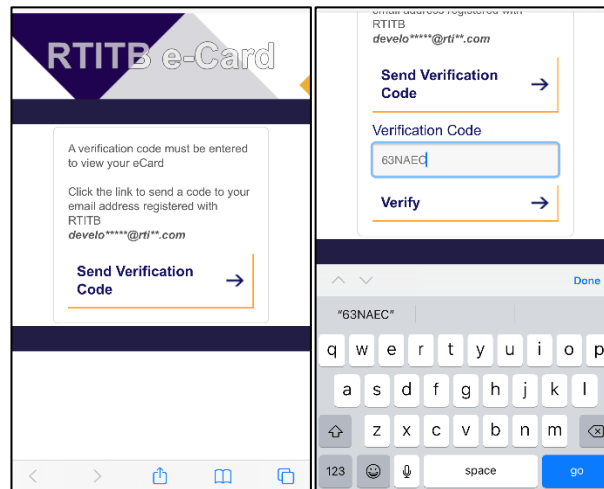 RTITB e-Card
A verification code must be entered
to view your eCard
Click the link to send a code to your
email address registered with
RTITB
develo*****@rti**.com
Send Verification
Code
email address registered with
RTITB
develo*****@rti**.com
Send Verification
Code
Verification Code
63NAEC
Verify
Done
"63NAEC"
q w e r t y u i o p
a s d f g h j k l
z x c v b n m
123 space go